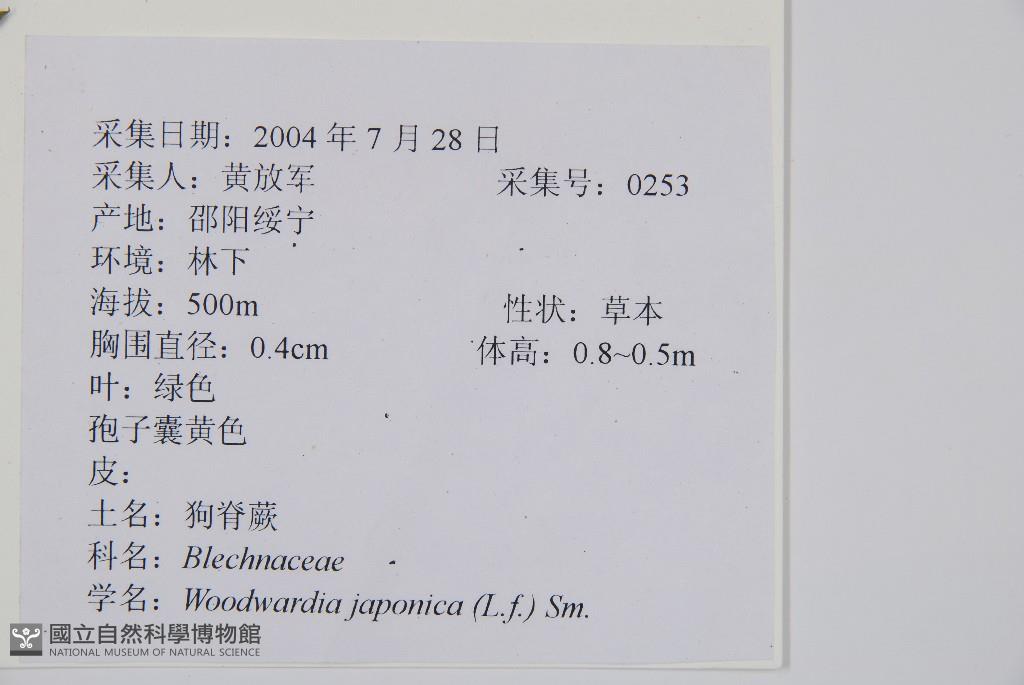 采集日期：2004 年 7 月 28 日
采集人：黄放军 采集号：0253
产地：邵阳绥宁
环境：林下
海拔：500m 性状：草本
胸围直径：0.4cm 体高：0.8~0.5m
叶：绿色
孢子囊黄色
皮：
土名：狗脊蕨
科名：Blechnaceae
学名：Woodwardia japonica (L.f.) Sm.
國立自然科學博物館
NATIONAL MUSEUM OF NATURAL SCIENCE